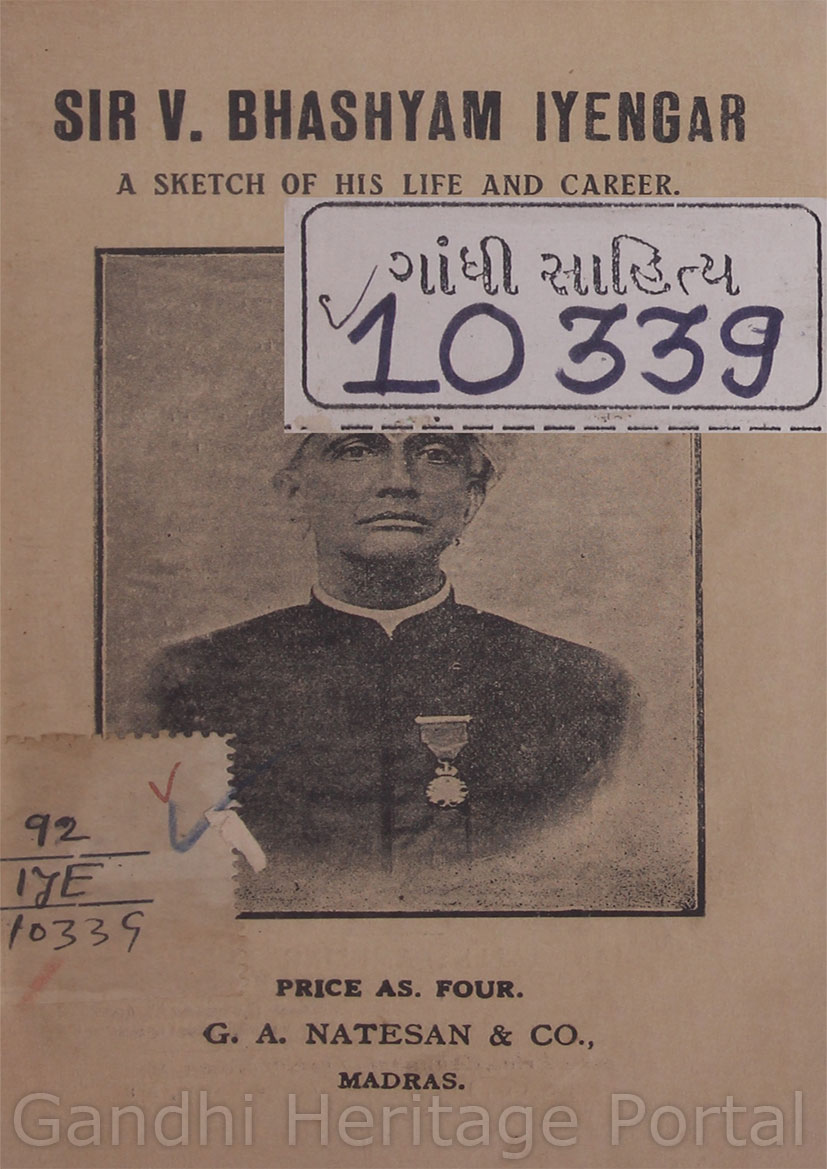 SIR V. BHASHYAM IYENGAR
A SKETCH OF HIS LIFE AND CAREER.
ગાંધી સાહિત્ય
10339
92
IYE
10339
PRICE AS. FOUR.
G. A. NATESAN & CO.,
MADRAS.
Gandhi Heritage Portal